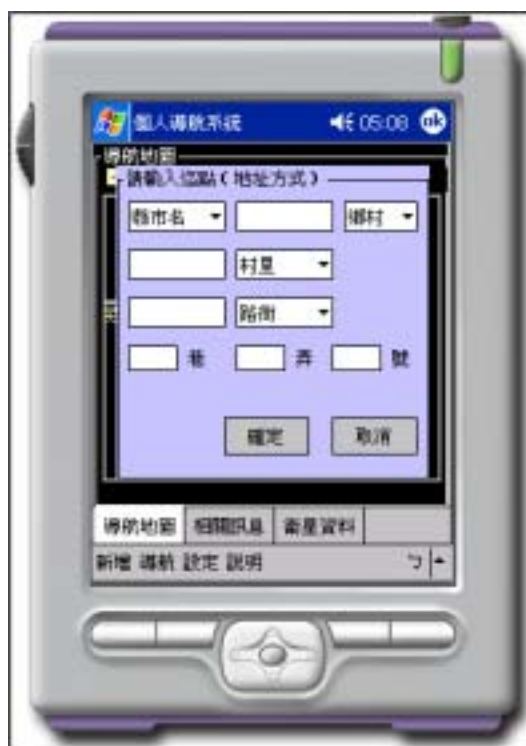 個人導航系統 05:08 ok
導航地圖
請輸入迄點(地址方式)
縣市名 鄉村
村里
路街
巷 弄 號
確定 取消
導航地圖 相關訊息 衛星資料
新增 導航 設定 說明 ㄅ